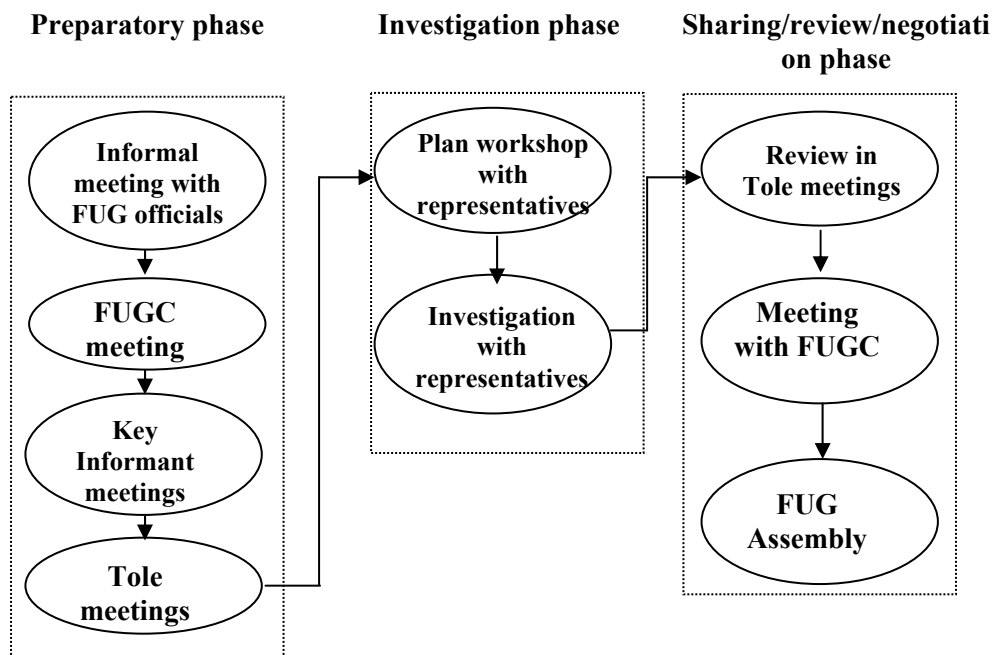 Preparatory phase
Informal
meeting with
FUG officials
FUGC
meeting
Key
Informant
meetings
Tole
meetings
Investigation phase
Plan workshop
with
representatives
Investigation
with
representatives
Sharing/review/negotiati
on phase
Review in
Tole meetings
Meeting
with FUGC
FUG
Assembly